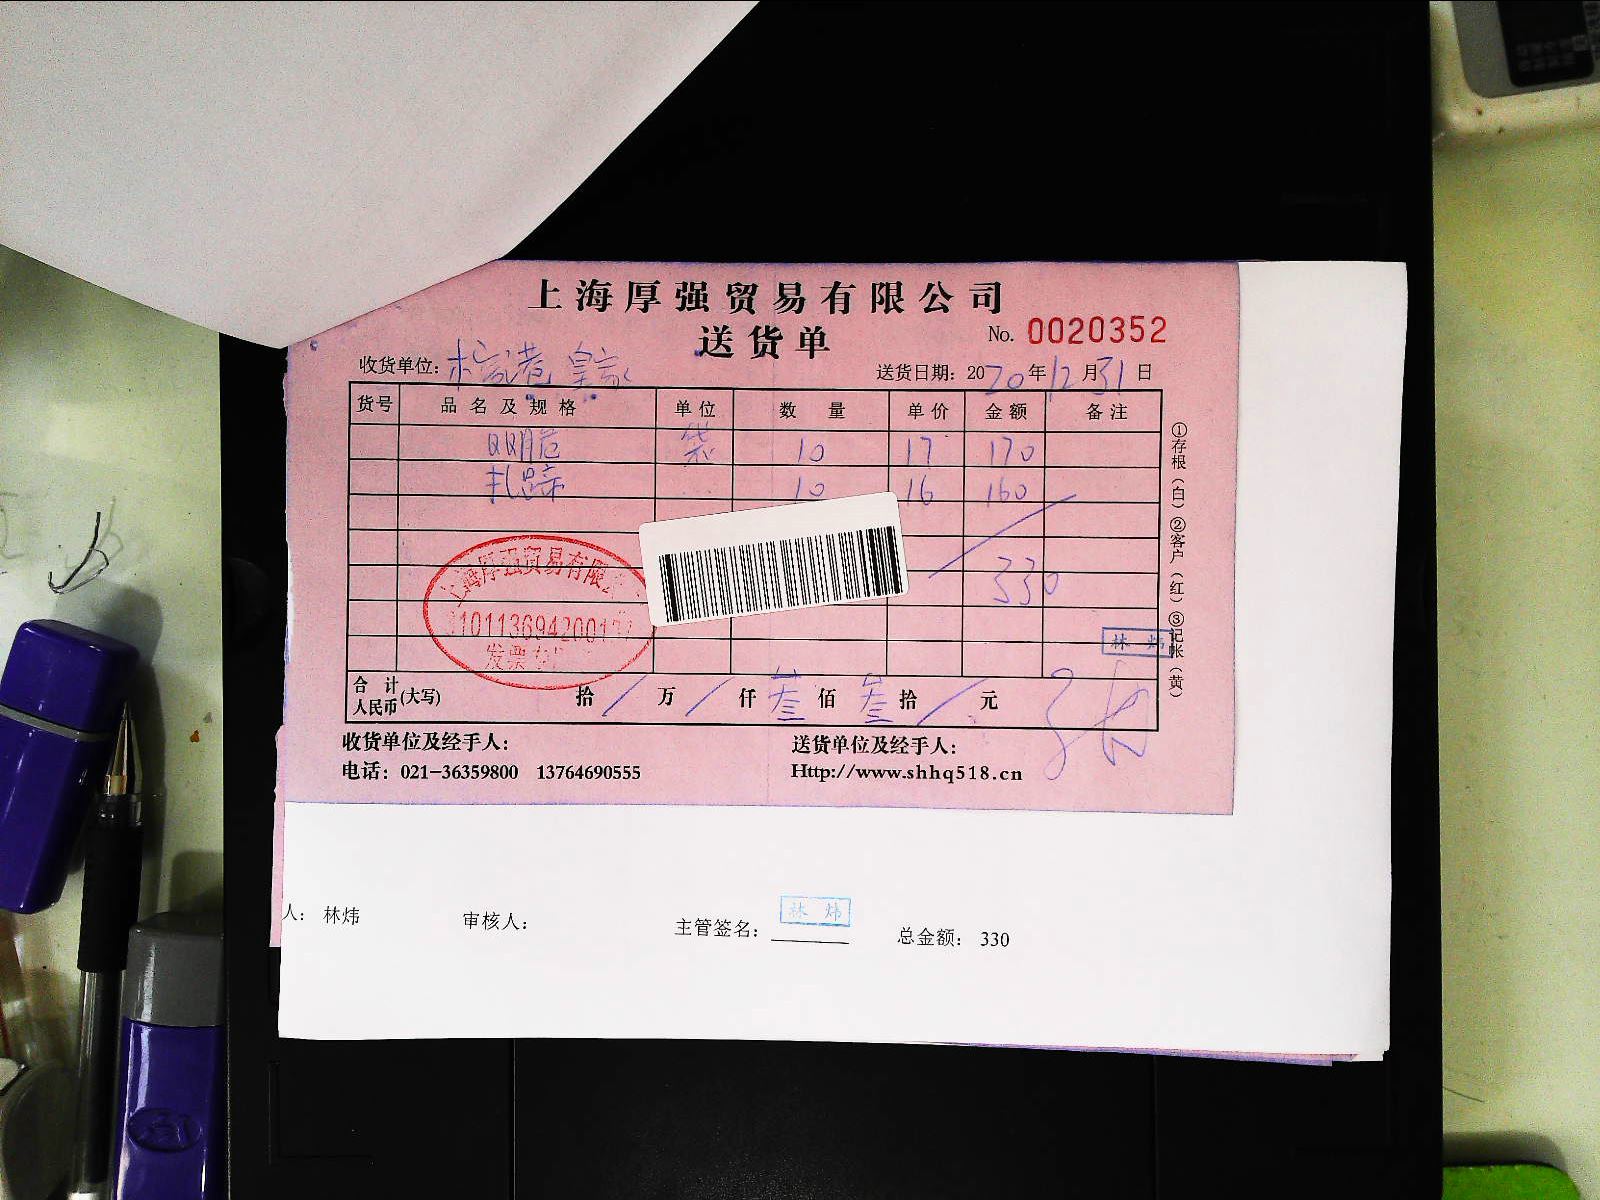 上海厚强贸易有限公司
送货单
No. 0020352
收货单位:
送货日期: 2020年12月31日
货号 品名及规格 单位 数量 单价 金额 备注
袋 10 17 170
扎蹄 10 16 160
330
上海厚强贸易有限
发票专
林炜
①存根(白)②客户(红)③记帐(黄)
合计人民币(大写) 拾 / 万 / 仟 叁 佰 叁 拾 / 元
收货单位及经手人: 送货单位及经手人:
电话: 021-36359800 13764690555 Http://www.shhq518.cn
人: 林炜 审核人: 主管签名: 林炜 总金额: 330